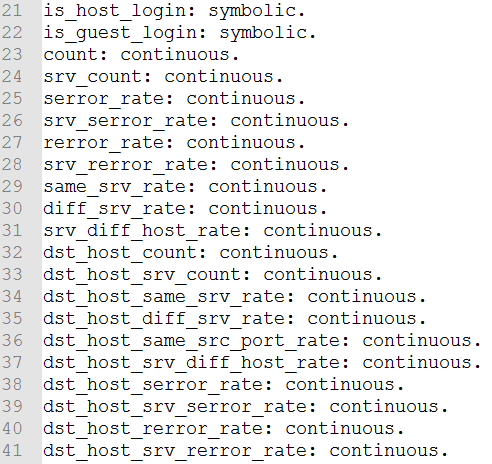 21 is_host_login: symbolic.
22 is_guest_login: symbolic.
23 count: continuous.
24 srv_count: continuous.
25 serror_rate: continuous.
26 srv_serror_rate: continuous.
27 rerror_rate: continuous.
28 srv_rerror_rate: continuous.
29 same_srv_rate: continuous.
30 diff_srv_rate: continuous.
31 srv_diff_host_rate: continuous.
32 dst_host_count: continuous.
33 dst_host_srv_count: continuous.
34 dst_host_same_srv_rate: continuous.
35 dst_host_diff_srv_rate: continuous.
36 dst_host_same_src_port_rate: continuous.
37 dst_host_srv_diff_host_rate: continuous.
38 dst_host_serror_rate: continuous.
39 dst_host_srv_serror_rate: continuous.
40 dst_host_rerror_rate: continuous.
41 dst_host_srv_rerror_rate: continuous.